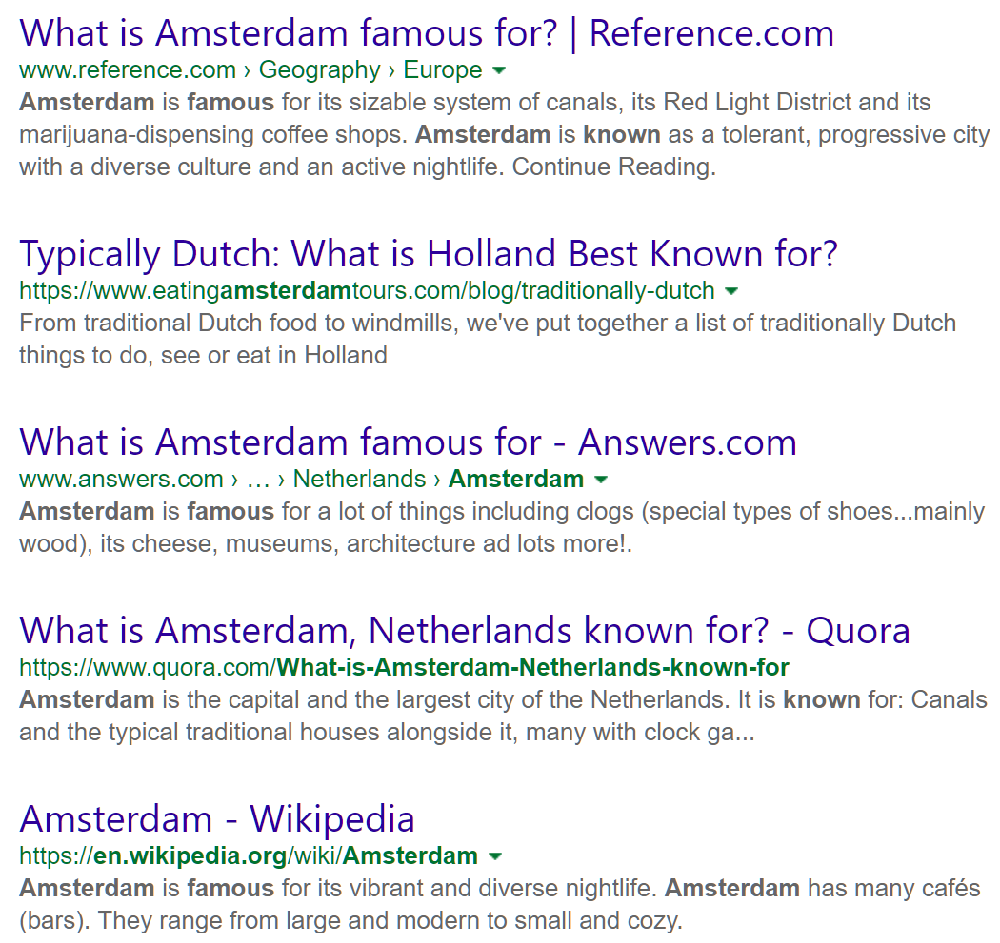 What is Amsterdam famous for? | Reference.com
www.reference.com › Geography › Europe
Amsterdam is famous for its sizable system of canals, its Red Light District and its
marijuana-dispensing coffee shops. Amsterdam is known as a tolerant, progressive city
with a diverse culture and an active nightlife. Continue Reading.
Typically Dutch: What is Holland Best Known for?
https://www.eatingamsterdamtours.com/blog/traditionally-dutch
From traditional Dutch food to windmills, we've put together a list of traditionally Dutch
things to do, see or eat in Holland
What is Amsterdam famous for - Answers.com
www.answers.com › ... › Netherlands › Amsterdam
Amsterdam is famous for a lot of things including clogs (special types of shoes...mainly
wood), its cheese, museums, architecture ad lots more!.
What is Amsterdam, Netherlands known for? - Quora
https://www.quora.com/What-is-Amsterdam-Netherlands-known-for
Amsterdam is the capital and the largest city of the Netherlands. It is known for: Canals
and the typical traditional houses alongside it, many with clock ga...
Amsterdam - Wikipedia
https://en.wikipedia.org/wiki/Amsterdam
Amsterdam is famous for its vibrant and diverse nightlife. Amsterdam has many cafés
(bars). They range from large and modern to small and cozy.